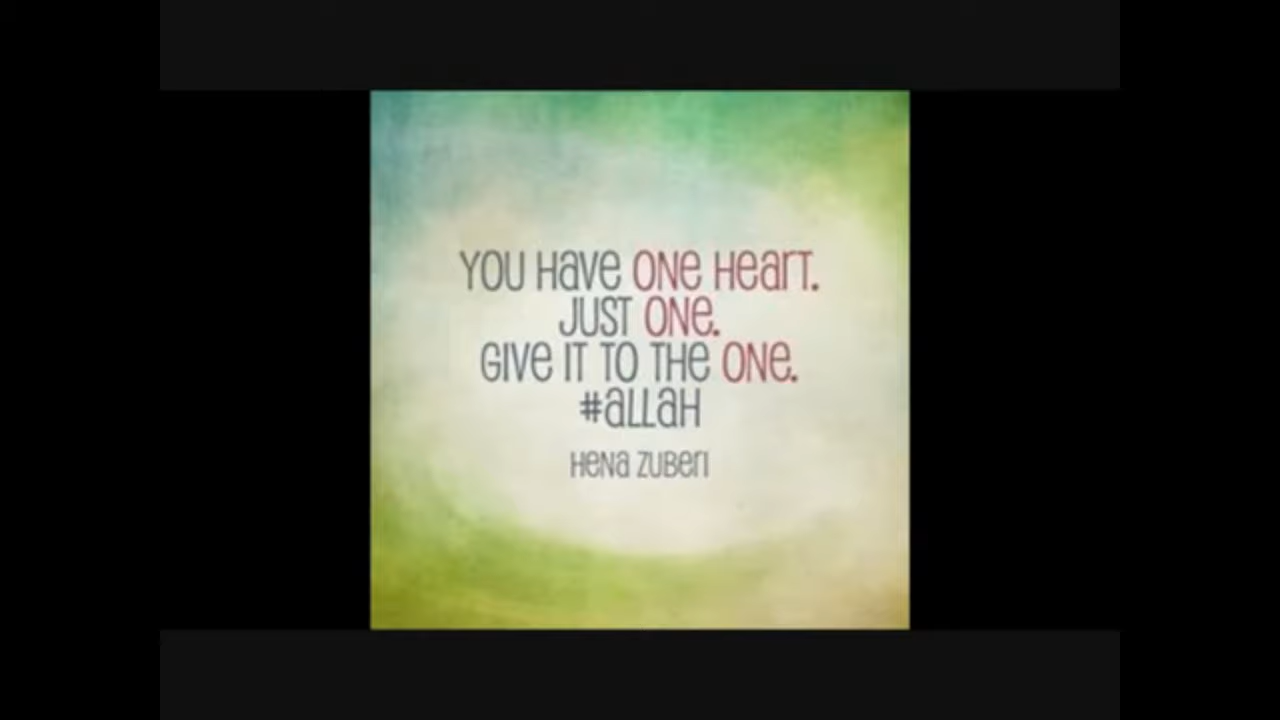 YOU HAVE ONE HEART.
JUST ONE.
GIVE IT TO THE ONE.
#ALLAH
HENA ZUBERI